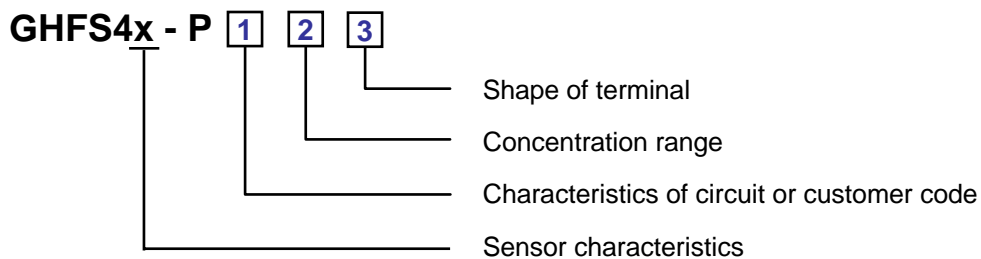 GHFS4x - P 1 2 3
Shape of terminal
Concentration range
Characteristics of circuit or customer code
Sensor characteristics